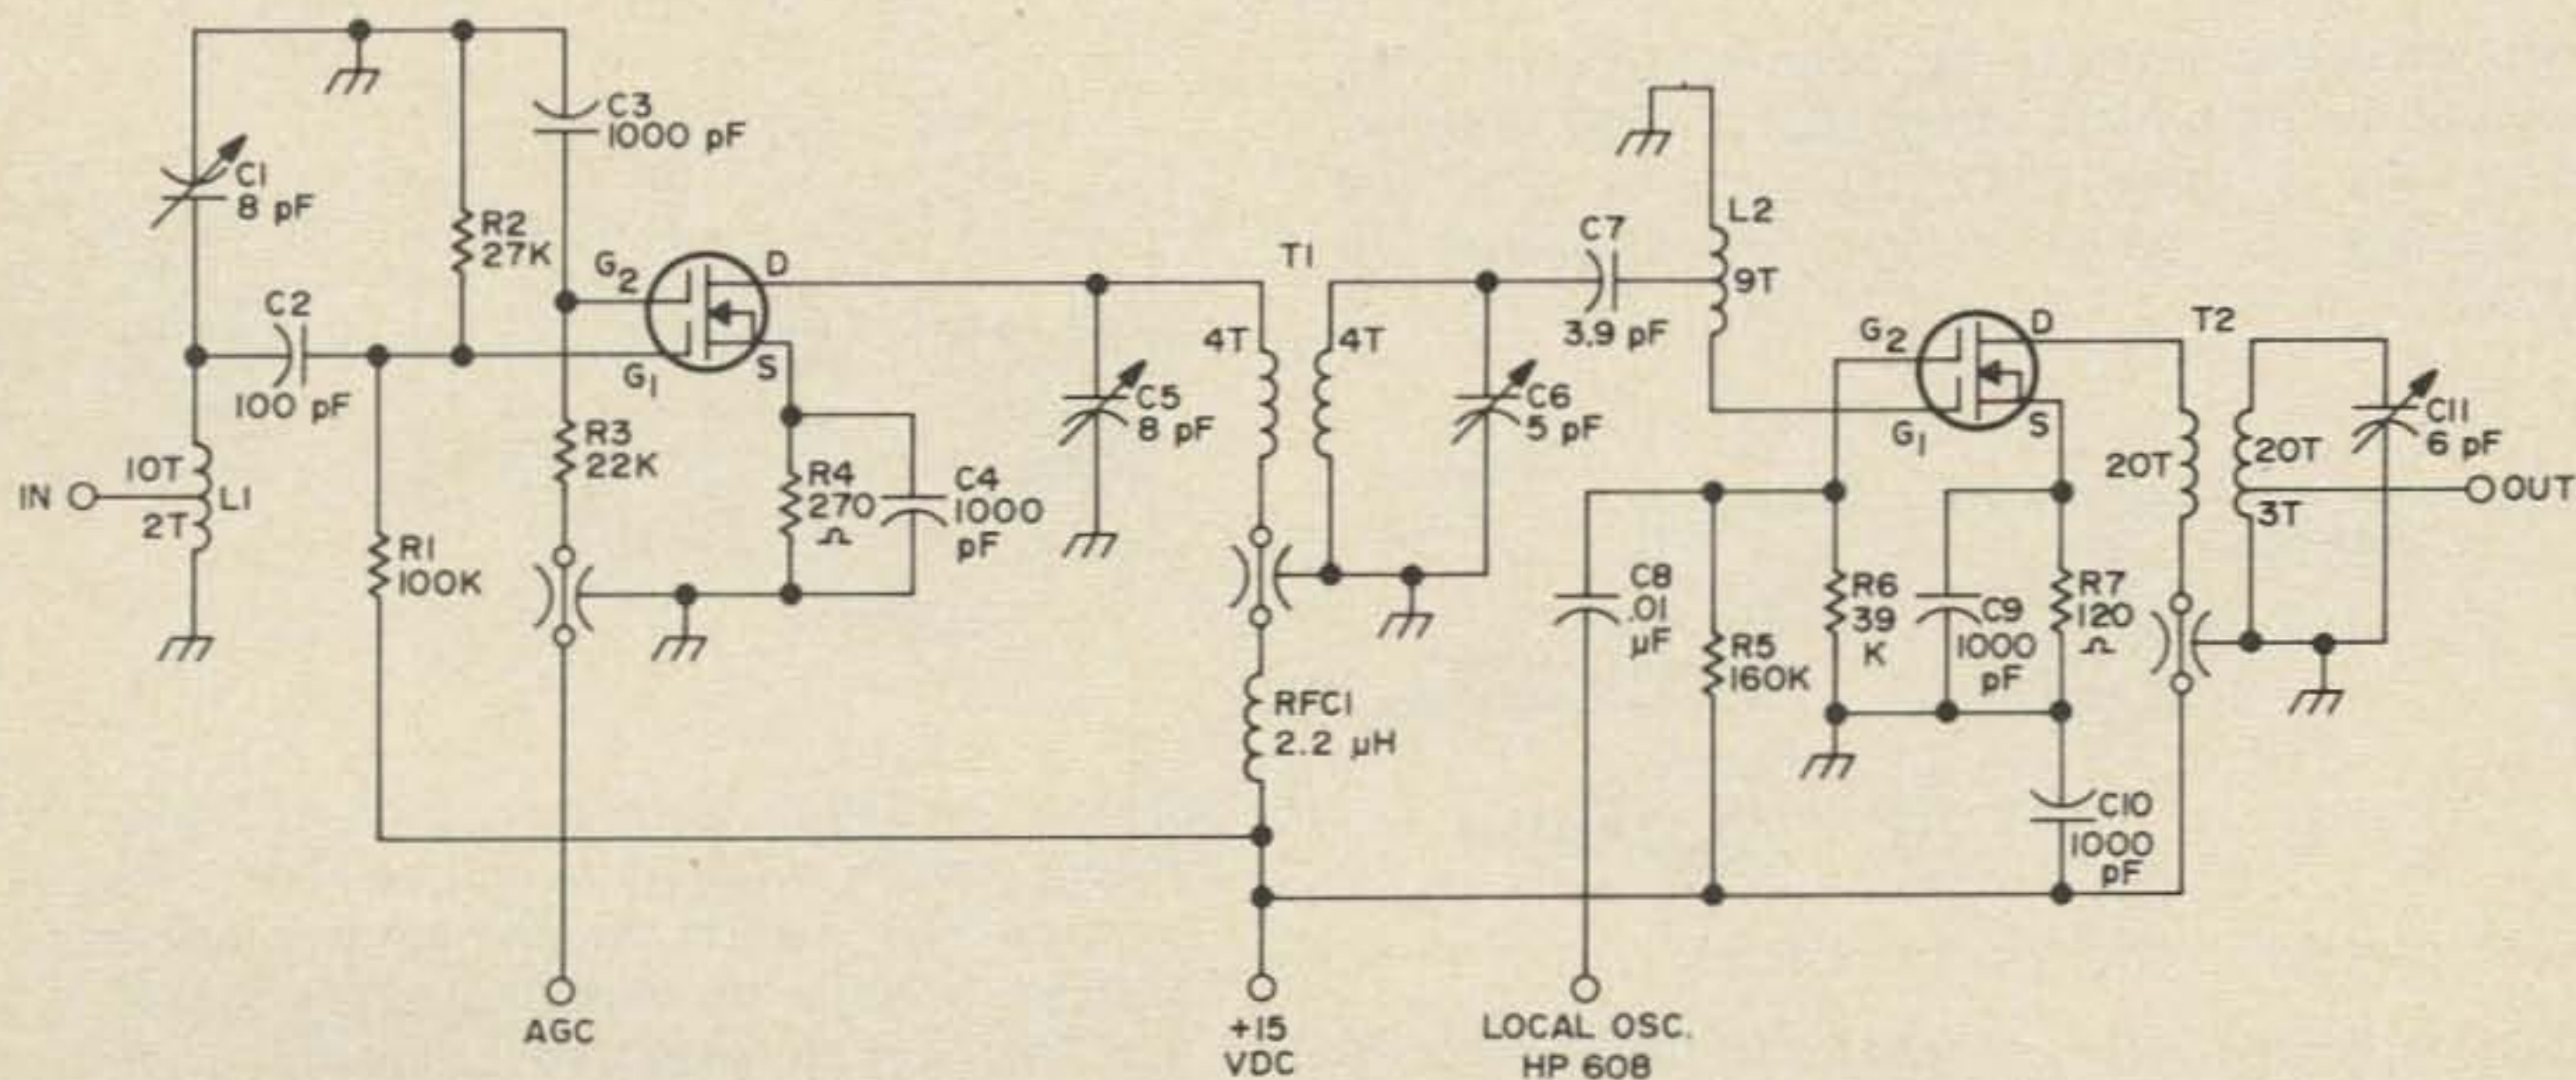 C1
8 pF
C2
100 pF
IN
10T
L1
2T
R1
100K
R2
27K
C3
1000 pF
G2
D
G1
S
R3
22K
R4
270
Ω
C4
1000
pF
AGC
C5
8 pF
T1
4T
4T
C6
5 pF
RFC1
2.2 µH
+15
VDC
C7
3.9 pF
L2
9T
G2
D
G1
S
C8
.01
µF
LOCAL OSC.
HP 608
R5
160K
R6
39
K
C9
1000
pF
R7
120
Ω
C10
1000
pF
T2
20T
20T
3T
C11
6 pF
OUT